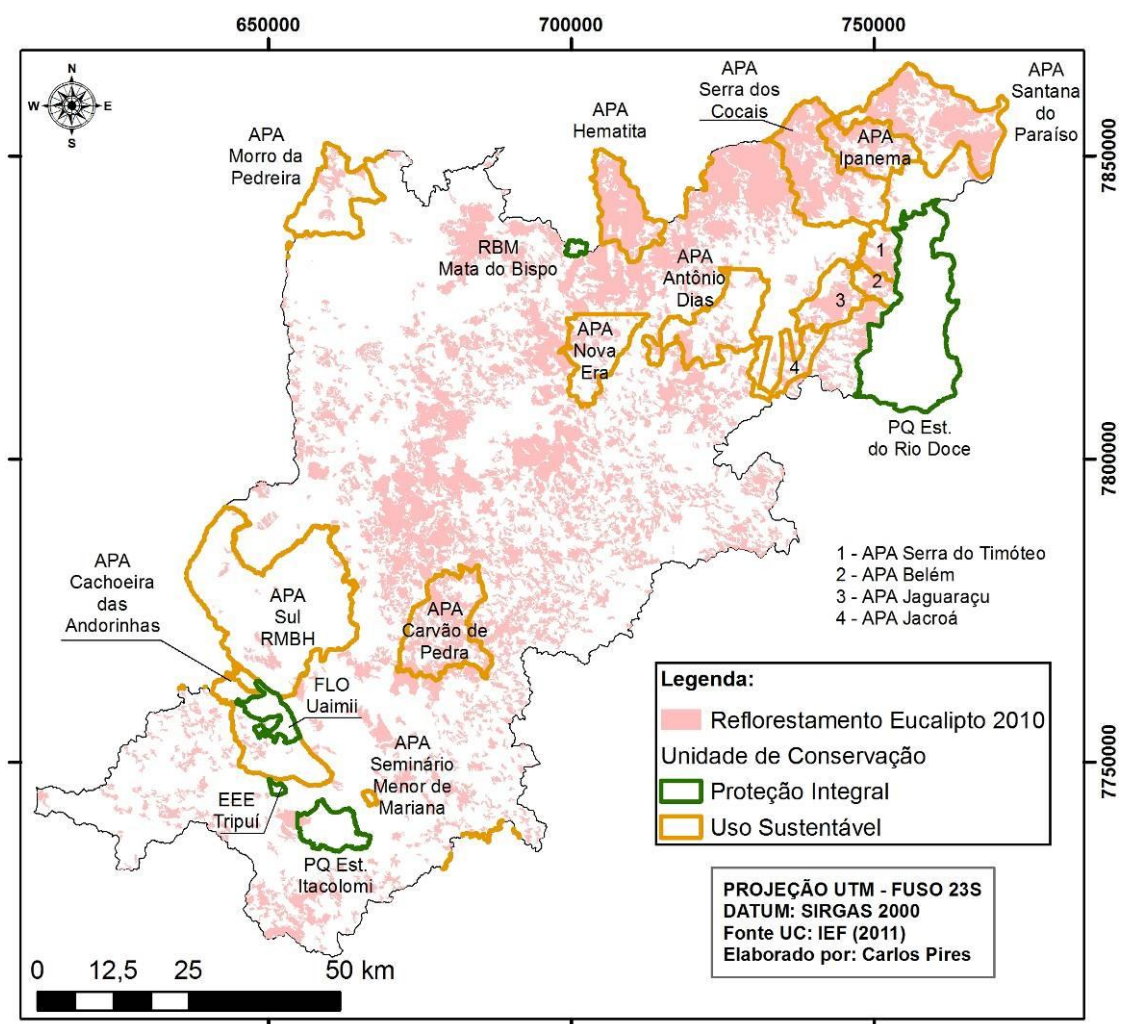 650000
700000
750000
N
W
E
S
APA
Morro da
Pedreira
APA
Hematita
APA
Serra dos
Cocais
APA
Ipanema
APA
Santana
do
Paraíso
7850000
RBM
Mata do Bispo
APA
Antônio
Dias
1
2
3
4
APA
Nova
Era
PQ Est.
do Rio Doce
7800000
1 - APA Serra do Timóteo
2 - APA Belém
3 - APA Jaguaraçu
4 - APA Jacroá
APA
Cachoeira
das
Andorinhas
APA
Sul
RMBH
APA
Carvão de
Pedra
FLO
Uaimii
APA
Seminário
Menor de
Mariana
EEE
Tripuí
PQ Est.
Itacolomi
7750000
Legenda:
Reflorestamento Eucalipto 2010
Unidade de Conservação
Proteção Integral
Uso Sustentável
PROJEÇÃO UTM - FUSO 23S
DATUM: SIRGAS 2000
Fonte UC: IEF (2011)
Elaborado por: Carlos Pires
0 12,5 25 50 km